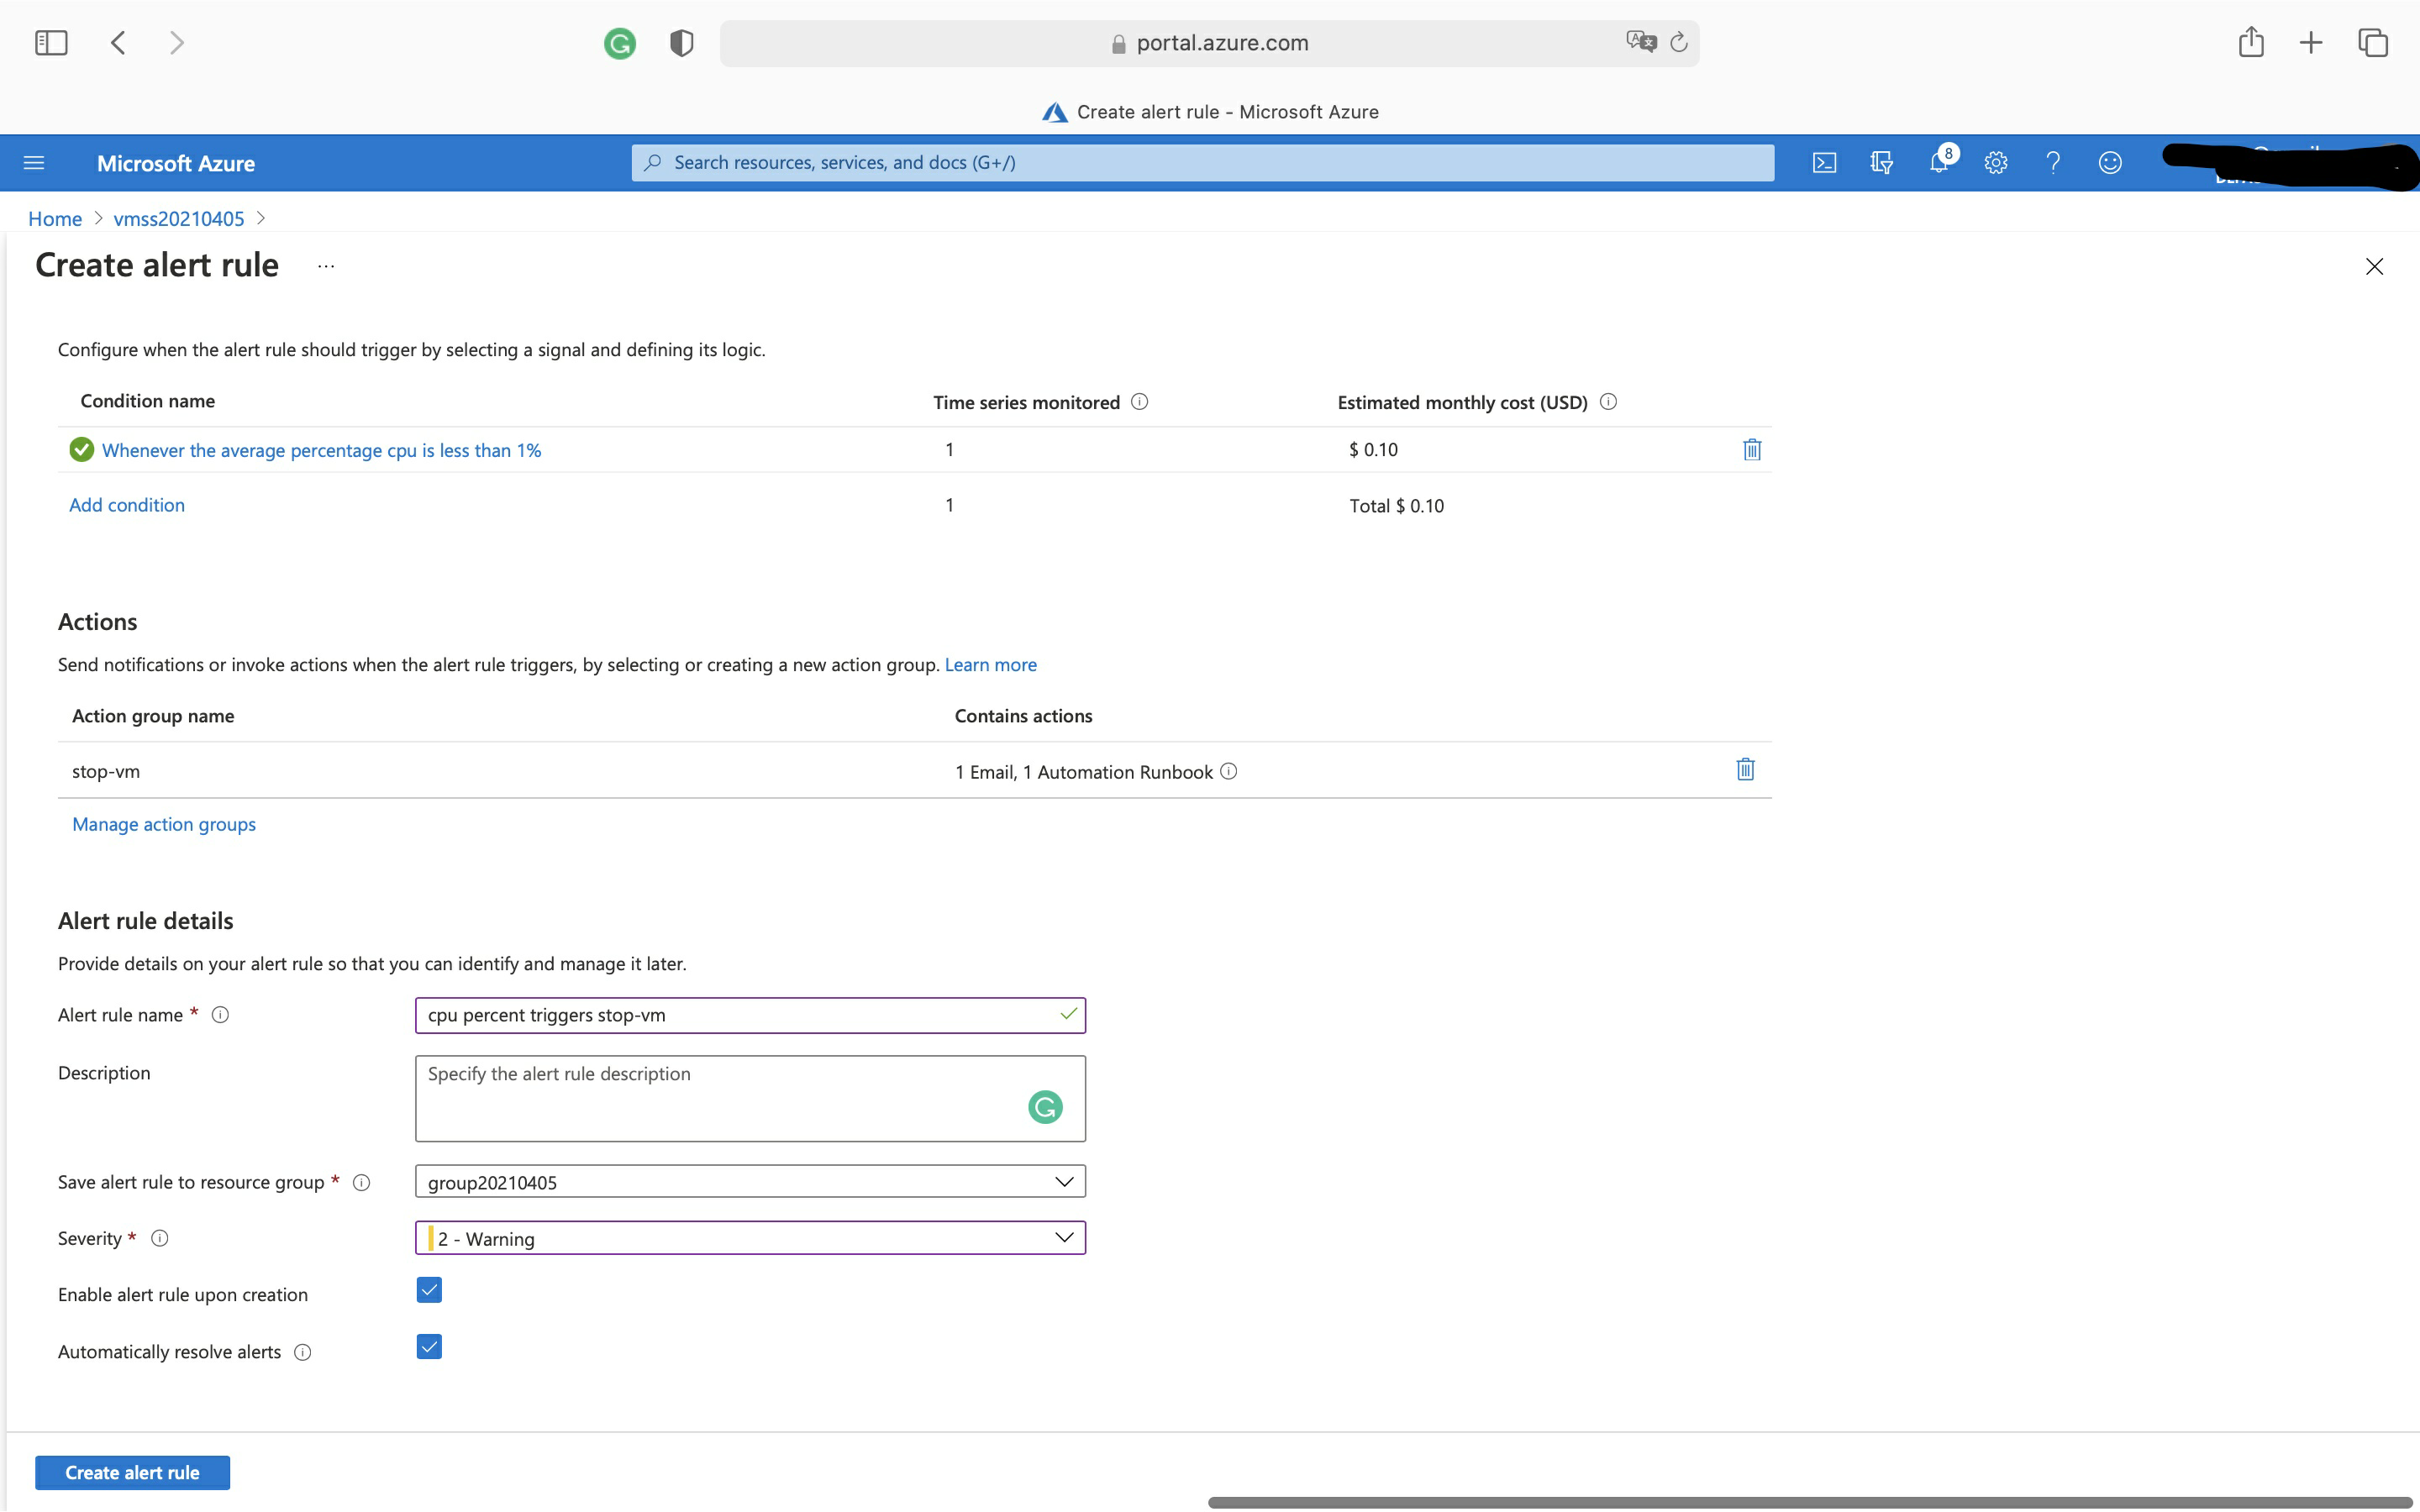 portal.azure.com
Create alert rule - Microsoft Azure
Microsoft Azure
Search resources, services, and docs (G+/)
8
Home > vmss20210405 >
Create alert rule ...
Configure when the alert rule should trigger by selecting a signal and defining its logic.
Condition name Time series monitored Estimated monthly cost (USD)
Whenever the average percentage cpu is less than 1% 1 $ 0.10
Add condition 1 Total $ 0.10
Actions
Send notifications or invoke actions when the alert rule triggers, by selecting or creating a new action group. Learn more
Action group name Contains actions
stop-vm 1 Email, 1 Automation Runbook
Manage action groups
Alert rule details
Provide details on your alert rule so that you can identify and manage it later.
Alert rule name * cpu percent triggers stop-vm
Description Specify the alert rule description
Save alert rule to resource group * group20210405
Severity * 2 - Warning
Enable alert rule upon creation
Automatically resolve alerts
Create alert rule